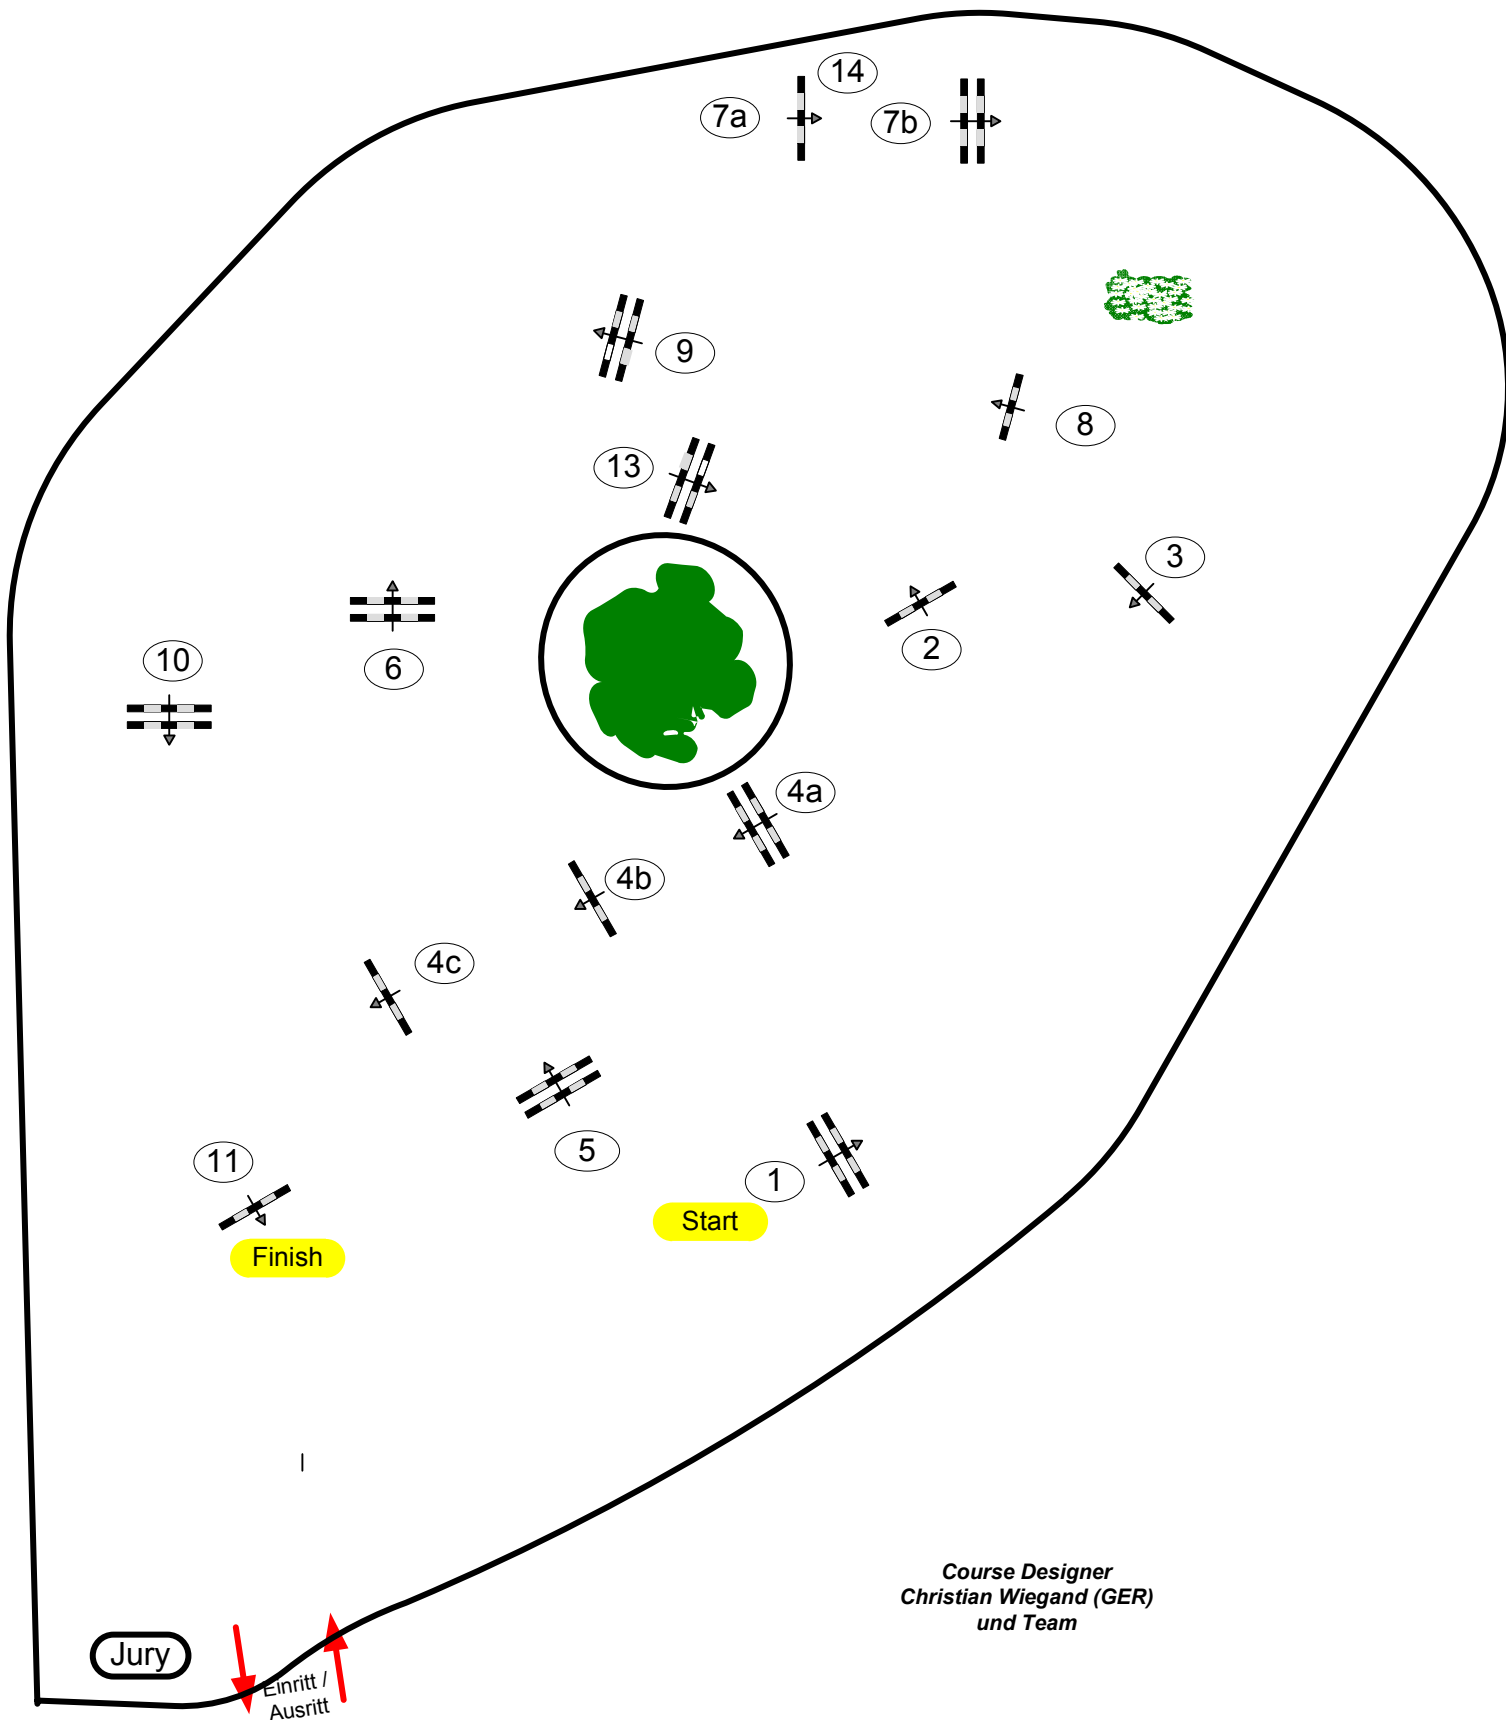 14
7a
7b
9
8
13
3
2
10
6
4a
4b
4c
11
5
1
Start
Finish
Course Designer
Christian Wiegand (GER)
und Team
Jury
Einritt /
Ausritt